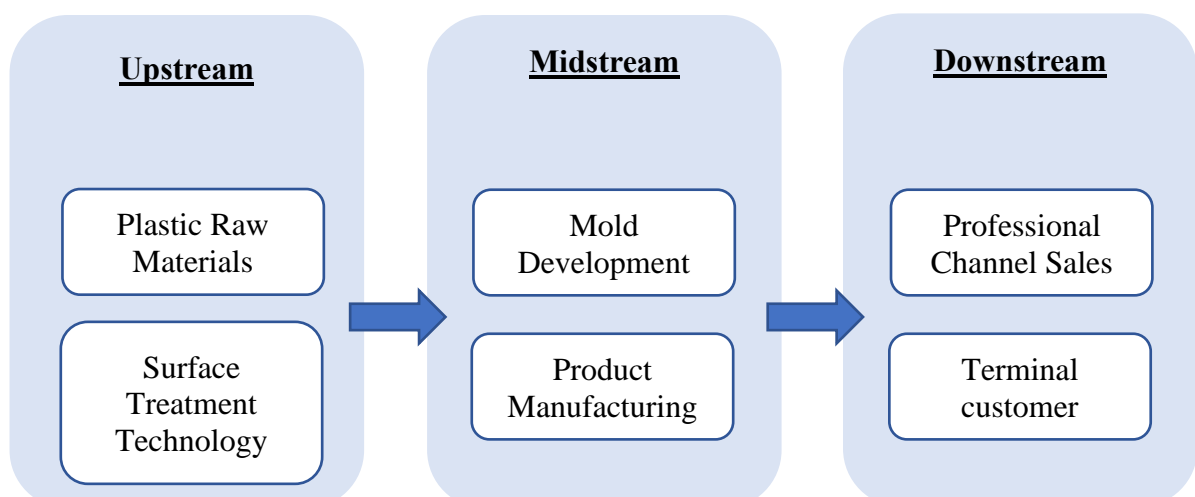 Upstream
Plastic Raw
Materials
Surface
Treatment
Technology
Midstream
Mold
Development
Product
Manufacturing
Downstream
Professional
Channel Sales
Terminal
customer